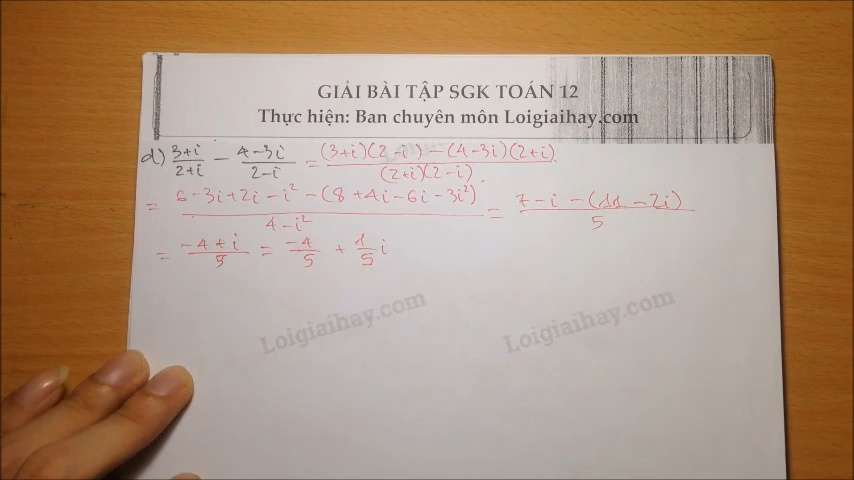 GIẢI BÀI TẬP SGK TOÁN 12
Thực hiện: Ban chuyên môn Loigiaihay.com
d) (3+i)/(2+i) - (4-3i)/(2-i) = ((3+i)(2-i) - (4-3i)(2+i))/((2+i)(2-i))
= (6-3i+2i-i² - (8+4i-6i-3i²))/(4-i²) = (7-i-(11-2i))/5
= (-4+i)/5 = -4/5 + 1/5 i
Loigiaihay.com
Loigiaihay.com